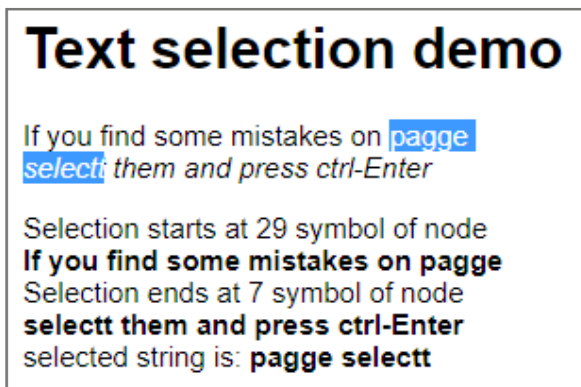 Text selection demo
If you find some mistakes on pagge
selectt them and press ctrl-Enter
Selection starts at 29 symbol of node
If you find some mistakes on pagge
Selection ends at 7 symbol of node
selectt them and press ctrl-Enter
selected string is: pagge selectt